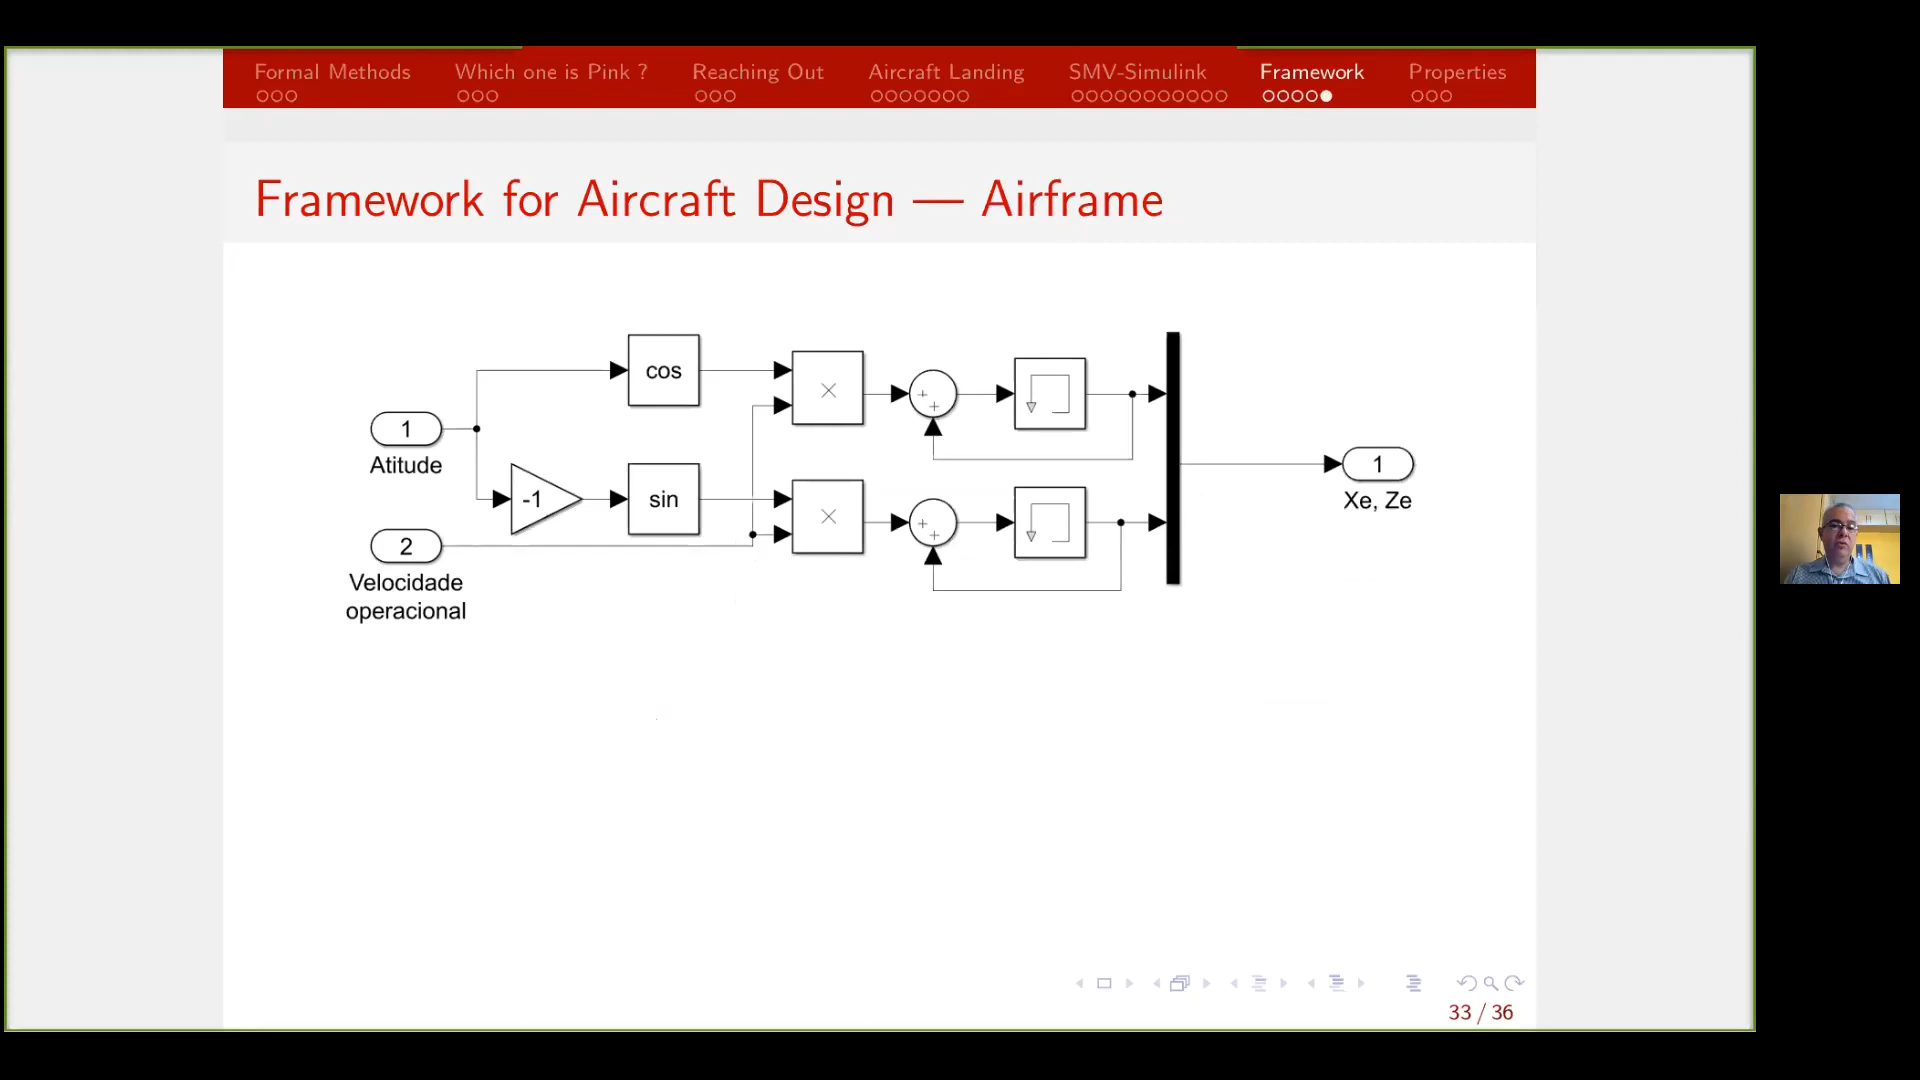 Formal Methods Which one is Pink ? Reaching Out Aircraft Landing SMV-Simulink Framework Properties
Framework for Aircraft Design — Airframe
cos
×
+
+
1
Atitude
-1
sin
×
+
+
2
Velocidade
operacional
1
Xe, Ze
33 / 36